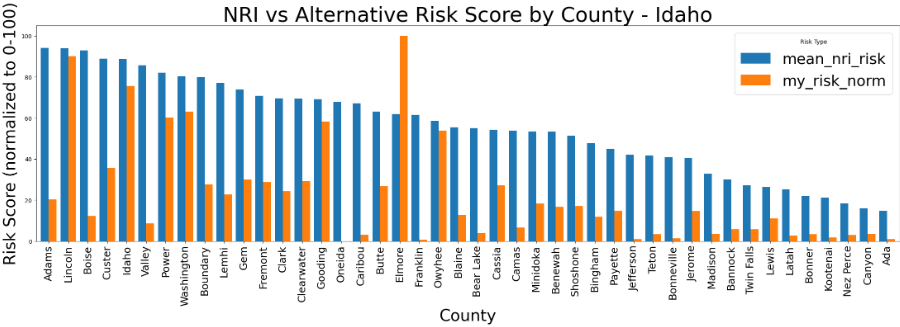 NRI vs Alternative Risk Score by County - Idaho
Risk Score (normalized to 0-100)
100
80
60
40
20
0
Risk Type
mean_nri_risk
my_risk_norm
Adams
Lincoln
Boise
Custer
Idaho
Valley
Power
Washington
Boundary
Lemhi
Gem
Fremont
Clark
Clearwater
Gooding
Oneida
Caribou
Butte
Elmore
Franklin
Owyhee
Blaine
Bear Lake
Cassia
Camas
Minidoka
Benewah
Shoshone
Bingham
Payette
Jefferson
Teton
Bonneville
Jerome
Madison
Bannock
Twin Falls
Lewis
Latah
Bonner
Kootenai
Nez Perce
Canyon
Ada
County